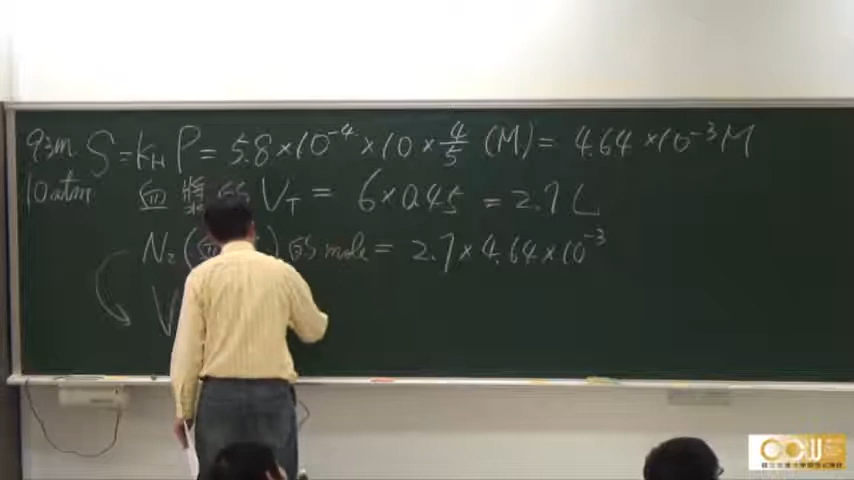 93m S = kH P = 5.8×10⁻⁴ × 10 × 4/5 (M) = 4.64 × 10⁻³ M
10 atm 血漿的 VT = 6 × 0.45 = 2.7 L
N₂ (血 ) 的 mole = 2.7 × 4.64 × 10⁻³
V